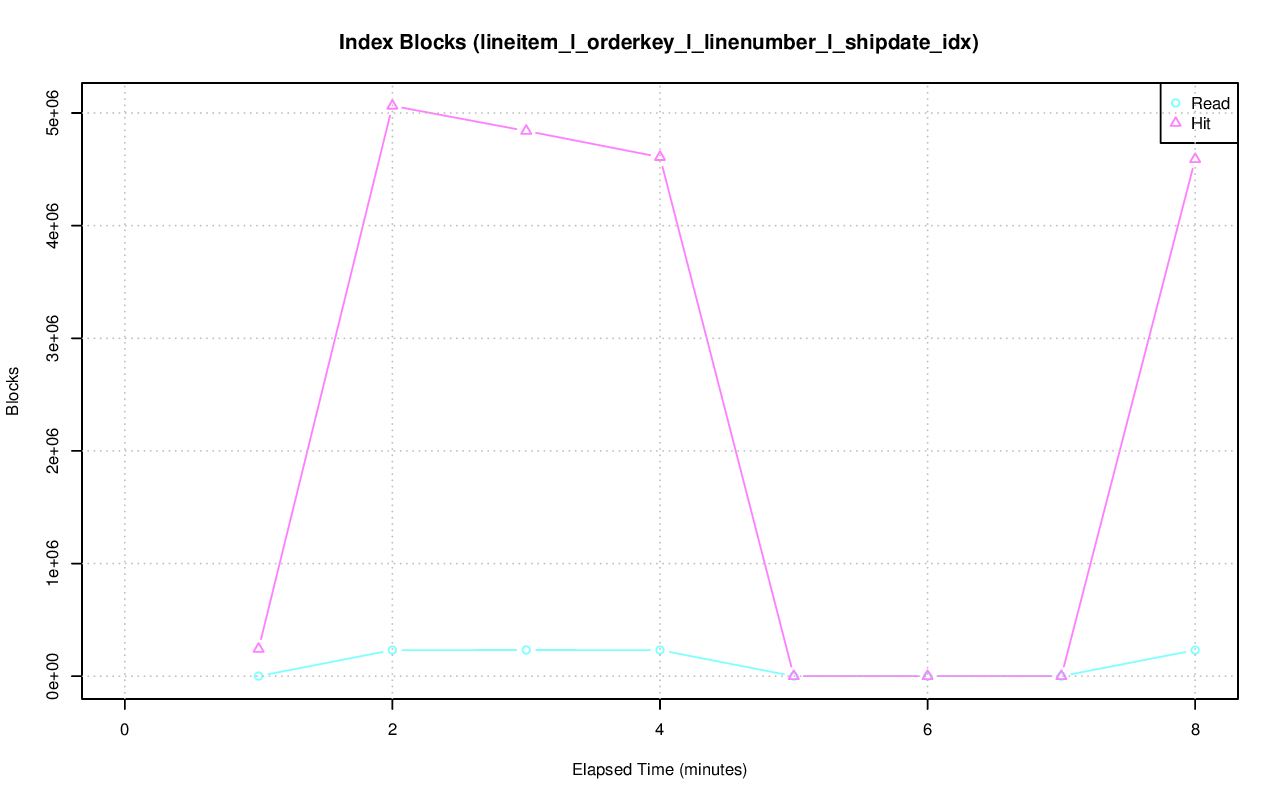 Index Blocks (lineitem_l_orderkey_l_linenumber_l_shipdate_idx)
Read
Hit
5e+06
4e+06
3e+06
2e+06
1e+06
0e+00
Blocks
0 2 4 6 8
Elapsed Time (minutes)